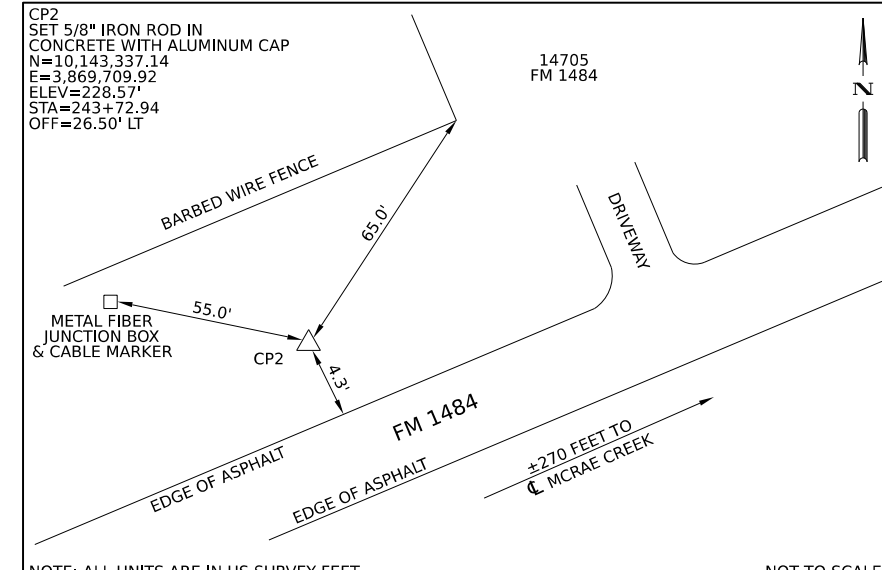 CP2
SET 5/8" IRON ROD IN
CONCRETE WITH ALUMINUM CAP
N=10,143,337.14
E=3,869,709.92
ELEV=228.57'
STA=243+72.94
OFF=26.50' LT
14705
FM 1484
N
BARBED WIRE FENCE
65.0'
DRIVEWAY
55.0'
METAL FIBER
JUNCTION BOX
& CABLE MARKER
CP2
4.3'
FM 1484
EDGE OF ASPHALT
EDGE OF ASPHALT
±270 FEET TO
℄ MCRAE CREEK
NOTE: ALL UNITS ARE IN US SURVEY FEET
NOT TO SCALE